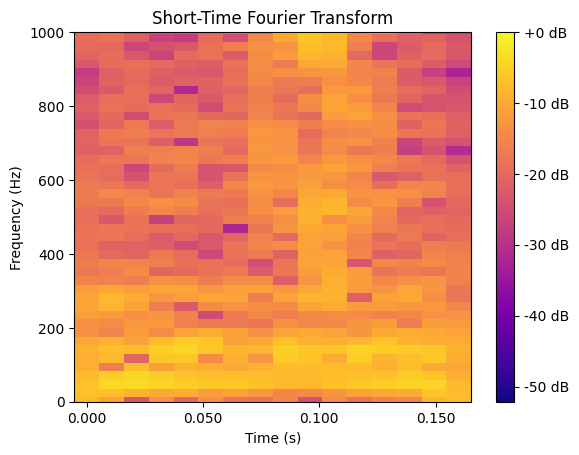 Short-Time Fourier Transform
1000
800
600
400
200
0
Frequency (Hz)
0.000
0.050
0.100
0.150
Time (s)
+0 dB
-10 dB
-20 dB
-30 dB
-40 dB
-50 dB